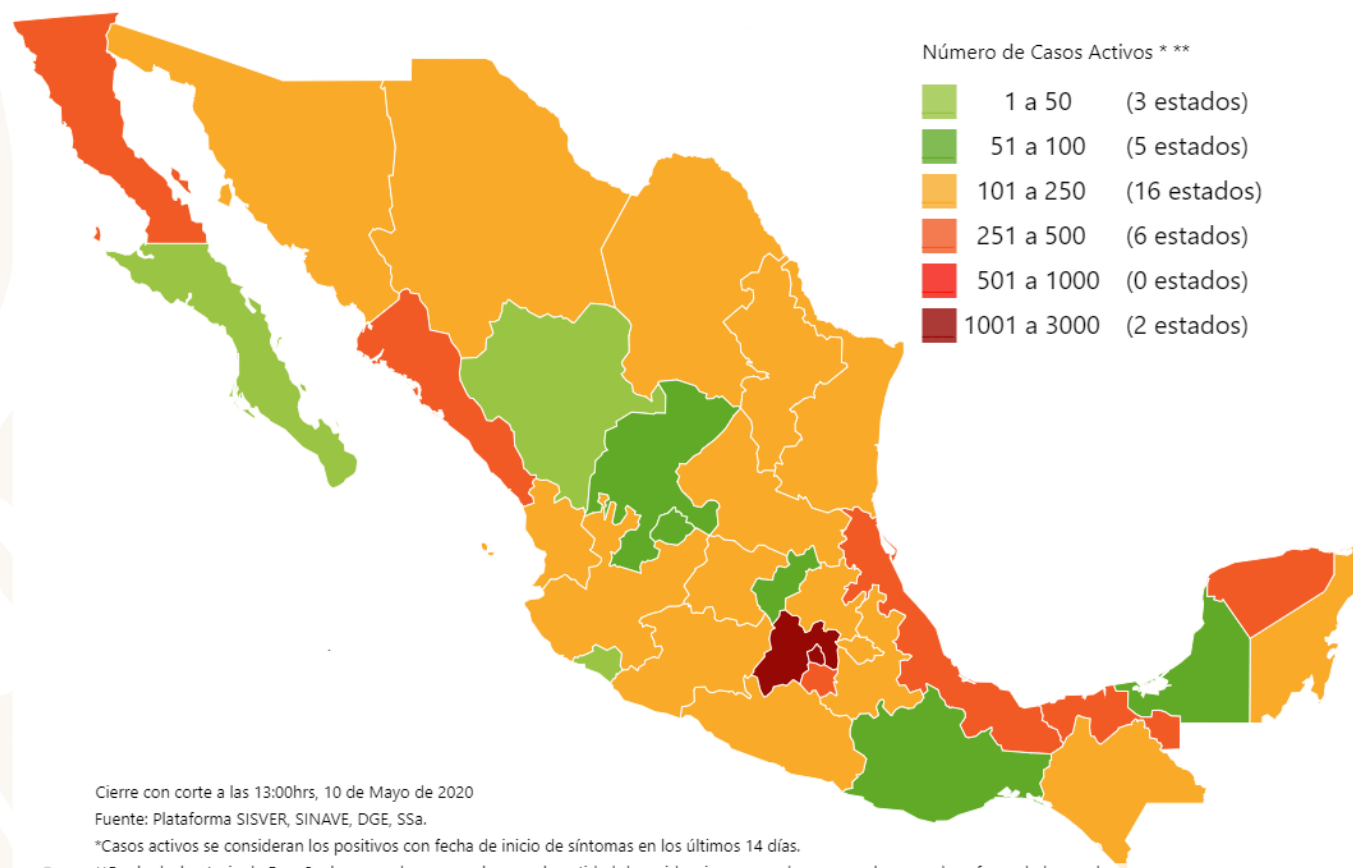 Número de Casos Activos * **
1 a 50 (3 estados)
51 a 100 (5 estados)
101 a 250 (16 estados)
251 a 500 (6 estados)
501 a 1000 (0 estados)
1001 a 3000 (2 estados)
Cierre con corte a las 13:00hrs, 10 de Mayo de 2020
Fuente: Plataforma SISVER, SINAVE, DGE, SSa.
*Casos activos se consideran los positivos con fecha de inicio de síntomas en los últimos 14 días.